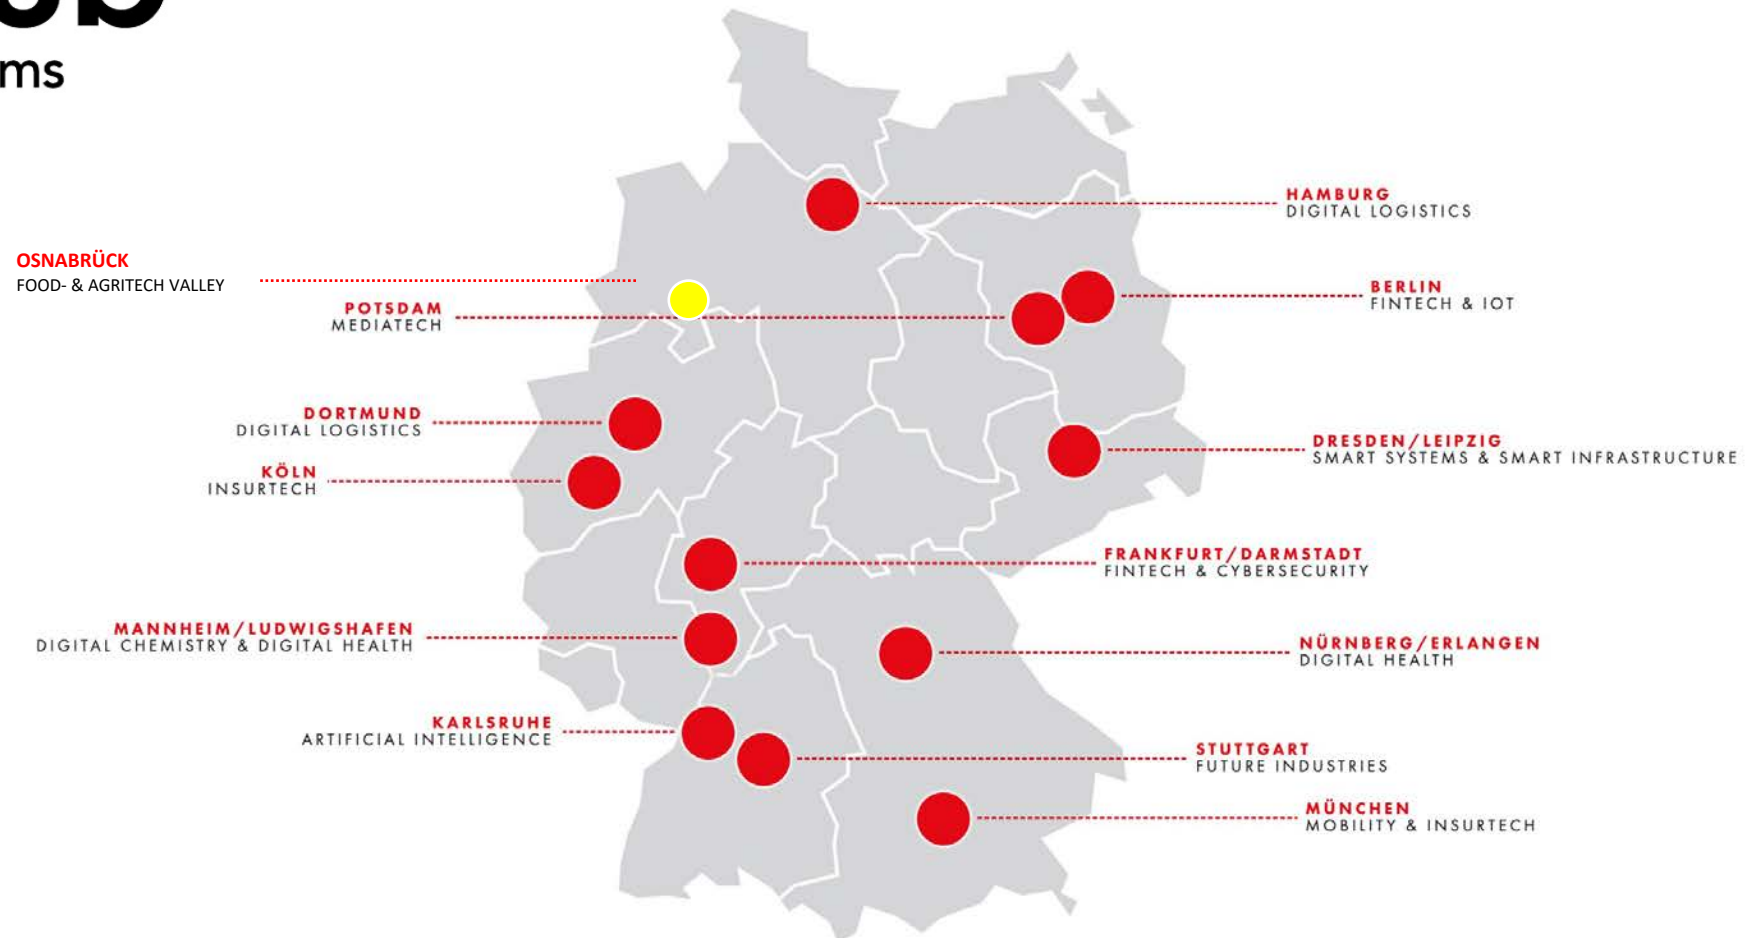 ms
HAMBURG
DIGITAL LOGISTICS
OSNABRÜCK
FOOD- & AGRITECH VALLEY
BERLIN
FINTECH & IOT
POTSDAM
MEDIATECH
DORTMUND
DIGITAL LOGISTICS
DRESDEN/LEIPZIG
SMART SYSTEMS & SMART INFRASTRUCTURE
KÖLN
INSURTECH
FRANKFURT/DARMSTADT
FINTECH & CYBERSECURITY
MANNHEIM/LUDWIGSHAFEN
DIGITAL CHEMISTRY & DIGITAL HEALTH
NÜRNBERG/ERLANGEN
DIGITAL HEALTH
KARLSRUHE
ARTIFICIAL INTELLIGENCE
STUTTGART
FUTURE INDUSTRIES
MÜNCHEN
MOBILITY & INSURTECH